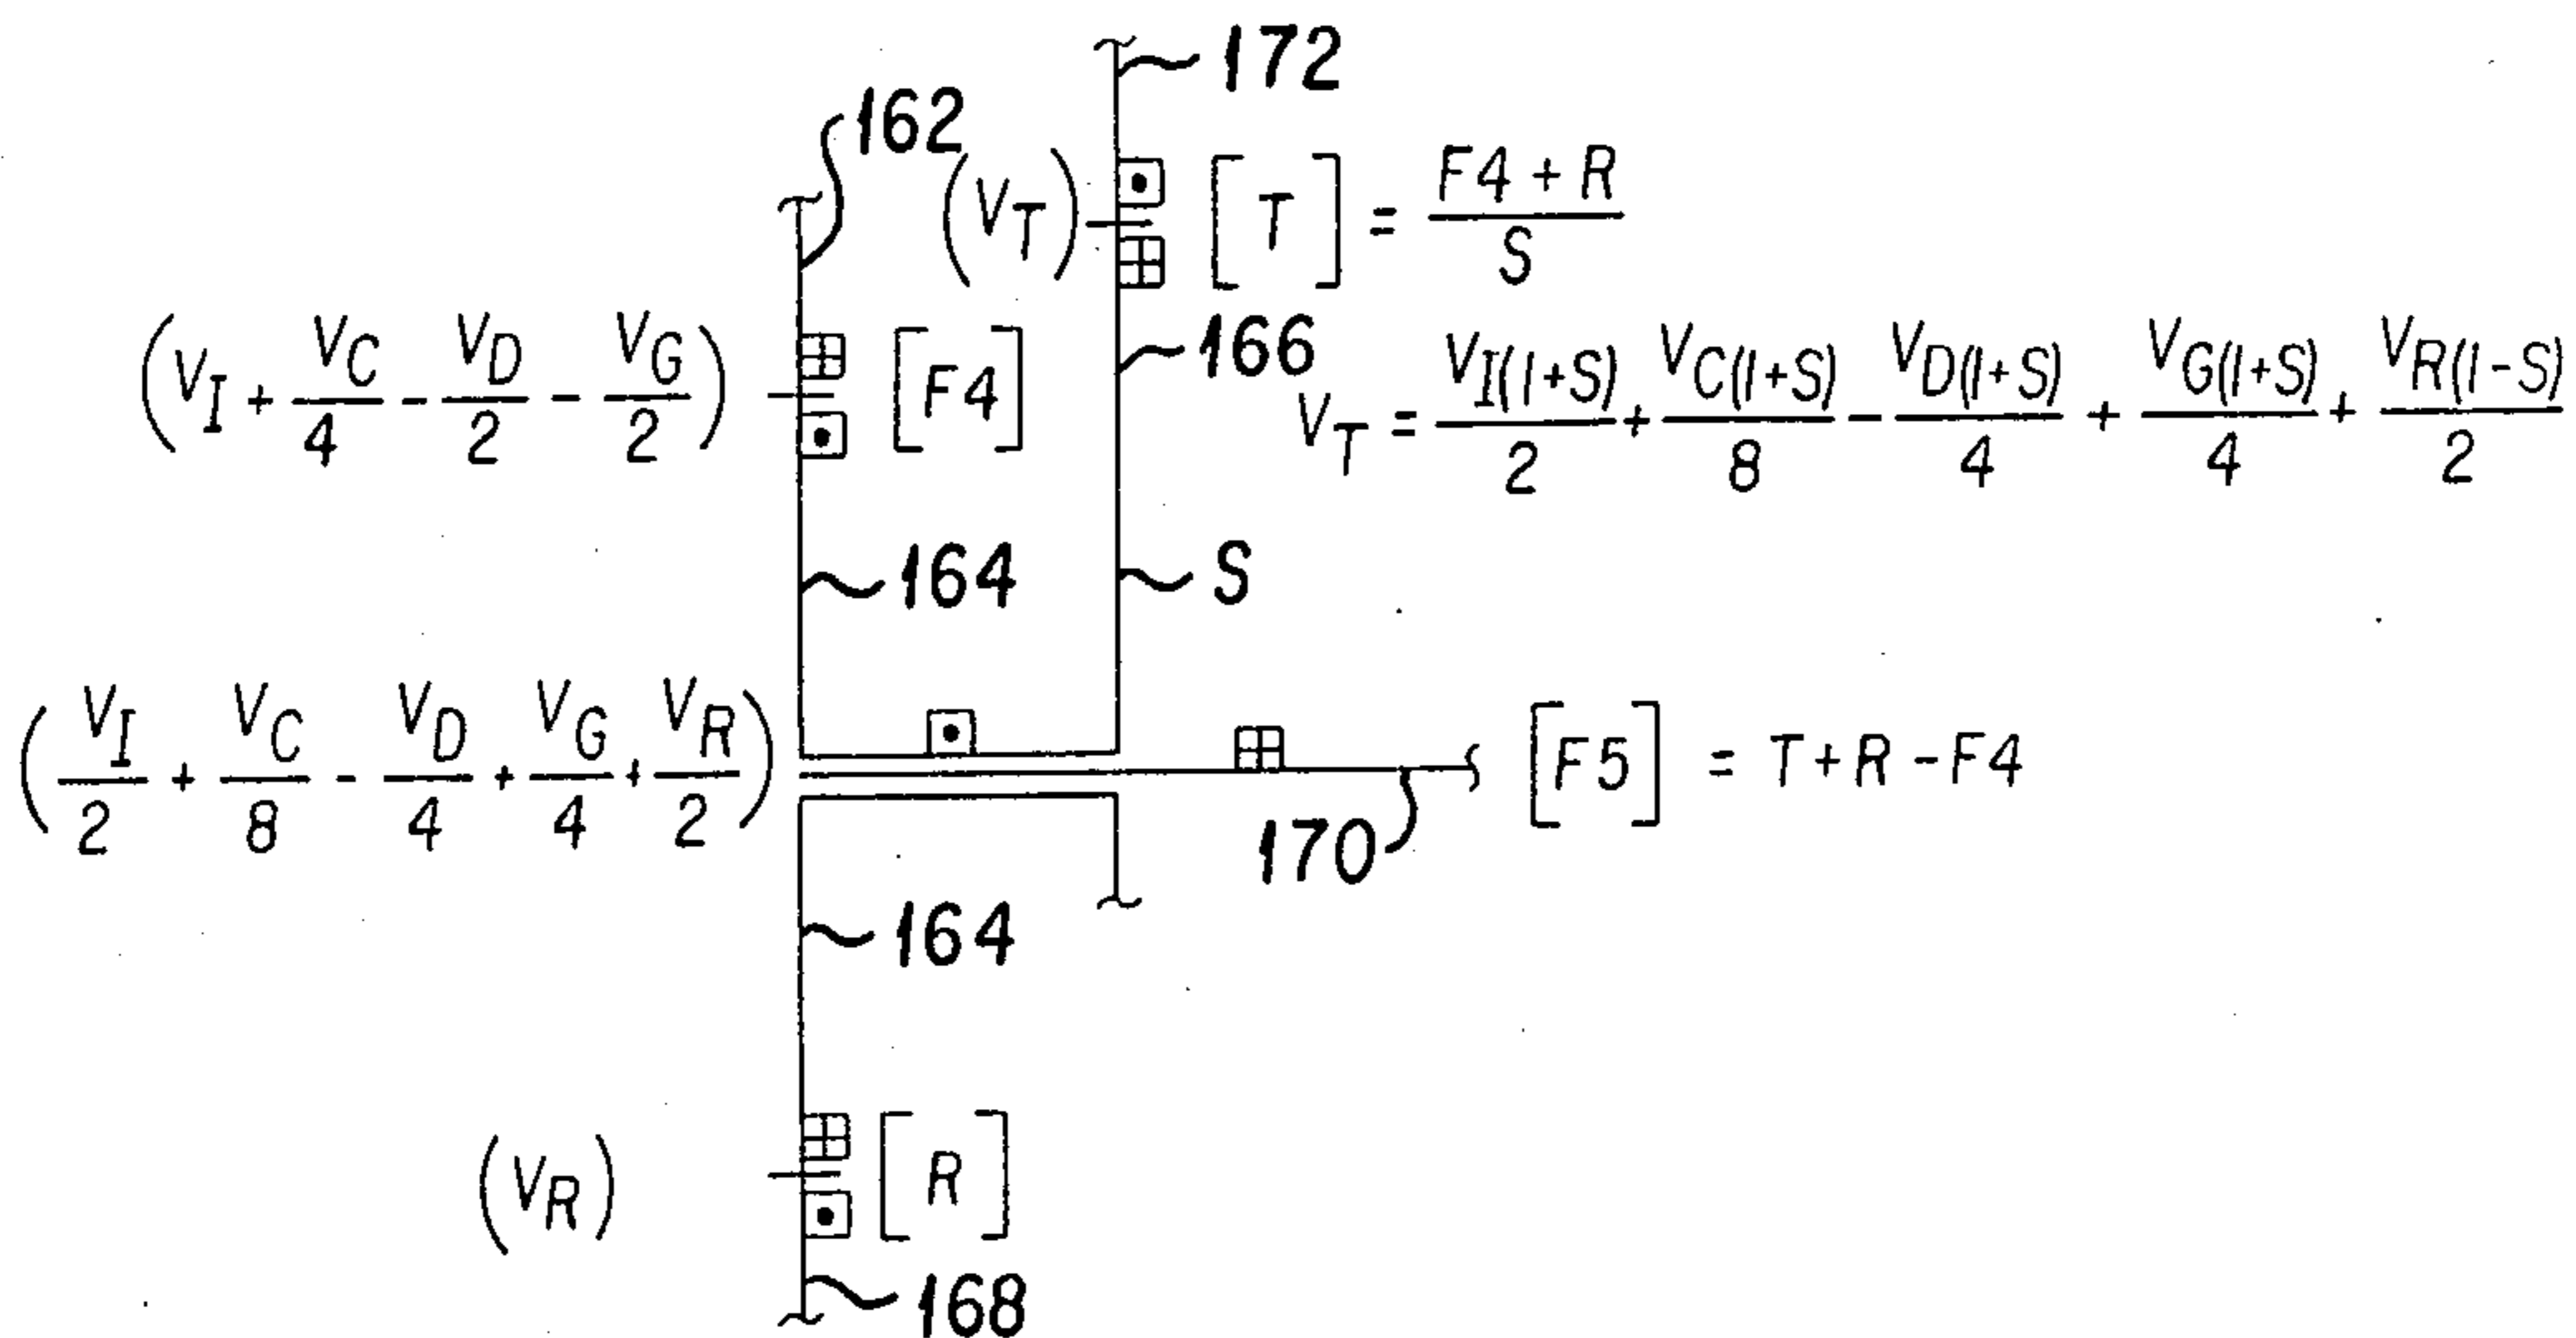 172
162
(V_T) [T] = (F4 + R)/S
(V_I + V_C/4 - V_D/2 - V_G/2) [F4]
166
V_T = V_I(1+S)/2 + V_C(1+S)/8 - V_D(1+S)/4 + V_G(1+S)/4 + V_R(1-S)/2
164
S
(V_I/2 + V_C/8 - V_D/4 + V_G/4 + V_R/2)
[F5] = T+R-F4
170
164
(V_R) [R]
168